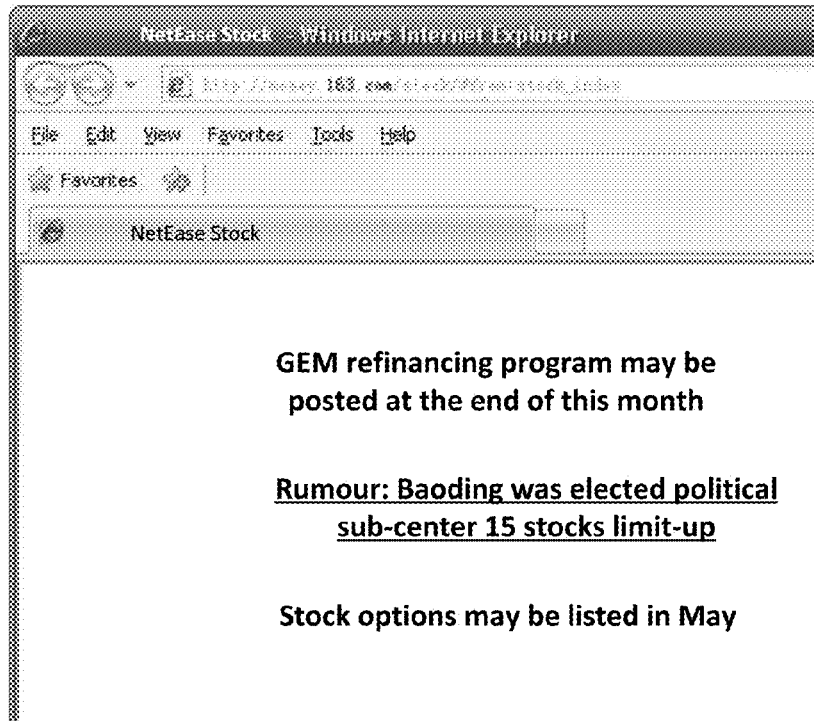 NetEase Stock - Windows Internet Explorer
163.com
File Edit View Favorites Tools Help
Favorites
NetEase Stock
GEM refinancing program may be
posted at the end of this month
Rumour: Baoding was elected political
sub-center 15 stocks limit-up
Stock options may be listed in May